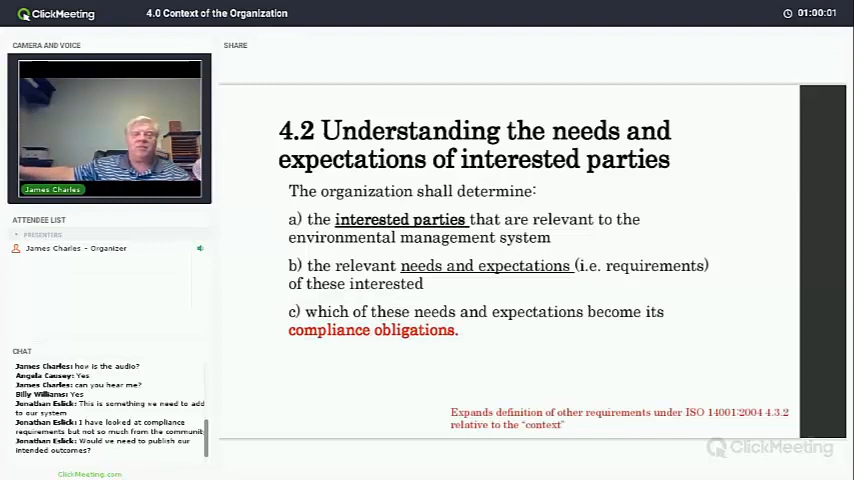 ClickMeeting
4.0 Context of the Organization
01:00:01
CAMERA AND VOICE
SHARE
James Charles
ATTENDEE LIST
PRESENTERS
James Charles - Organizer
CHAT
James Charles: how is the audio?
Angela Causey: Yes
James Charles: can you hear me?
Billy Williams: Yes
Jonathan Eslick: This is something we need to add
to our system
Jonathan Eslick: I have looked at compliance
requirements but not so much from the communit
Jonathan Eslick: Would we need to publish our
intended outcomes?
ClickMeeting.com
4.2 Understanding the needs and
expectations of interested parties
The organization shall determine:
a) the interested parties that are relevant to the
environmental management system
b) the relevant needs and expectations (i.e. requirements)
of these interested
c) which of these needs and expectations become its
compliance obligations.
Expands definition of other requirements under ISO 14001:2004 4.3.2
relative to the "context"
ClickMeeting